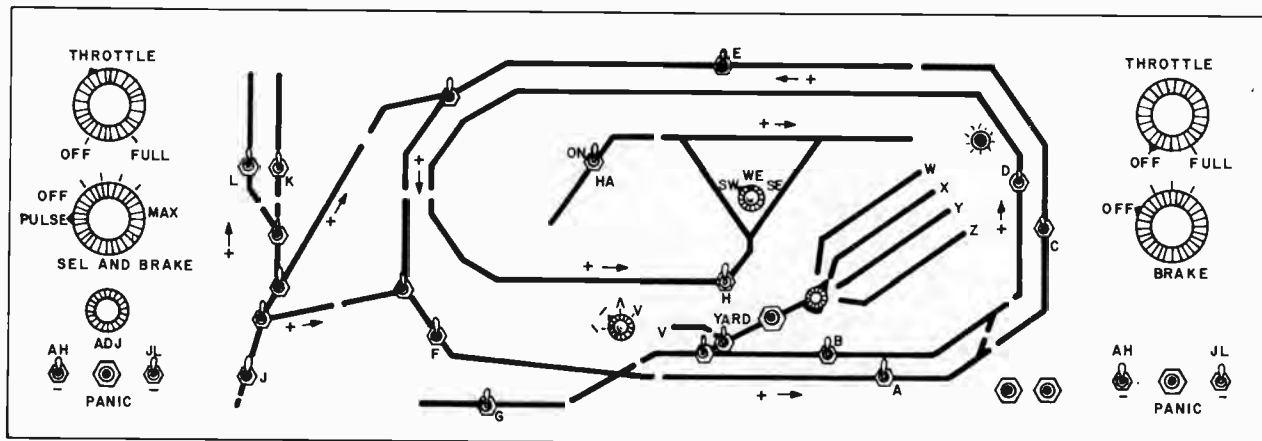 THROTTLE
OFF FULL
OFF
PULSE MAX
SEL AND BRAKE
ADJ
AH JL
PANIC
- -
L K
+ →
+ →
+ →
J
F
G
E
← +
+ →
ON
HA
+ →
WE
SW SE
+ →
H
W
X
Y
Z
V
YARD
Λ V
B
A
+ →
D
+ →
C
THROTTLE
OFF FULL
OFF
BRAKE
AH JL
- -
PANIC